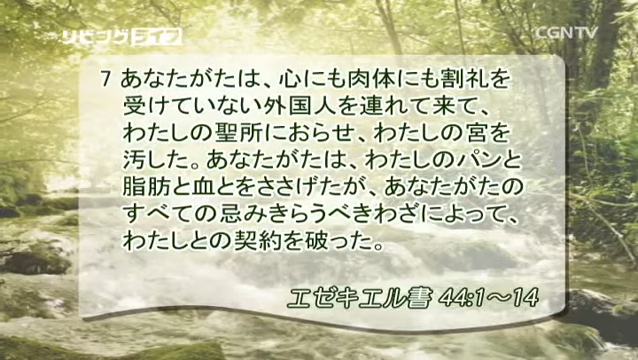 リビングライフ
CGNTV
7 あなたがたは、心にも肉体にも割礼を
受けていない外国人を連れて来て、
わたしの聖所におらせ、わたしの宮を
汚した。あなたがたは、わたしのパンと
脂肪と血とをささげたが、あなたがたの
すべての忌みきらうべきわざによって、
わたしとの契約を破った。
エゼキエル書 44:1～14